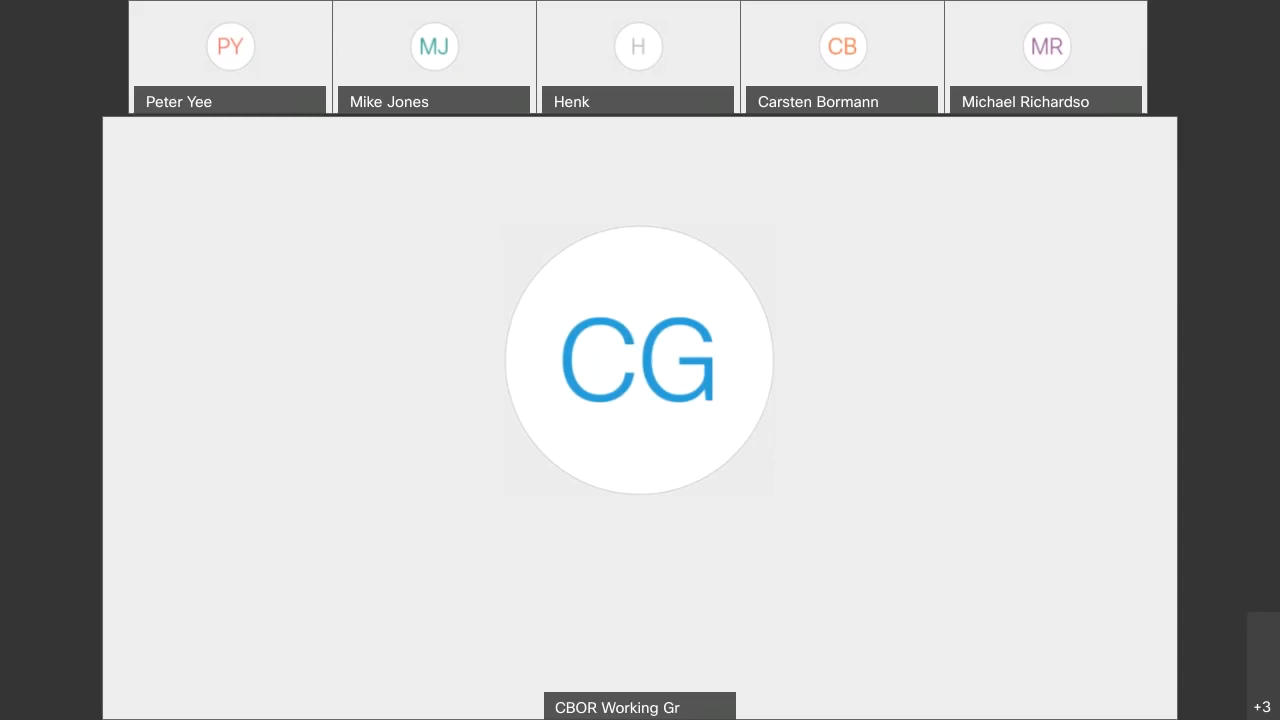 PY
MJ
H
CB
MR
Peter Yee
Mike Jones
Henk
Carsten Bormann
Michael Richardso
CG
CBOR Working Gr
+3